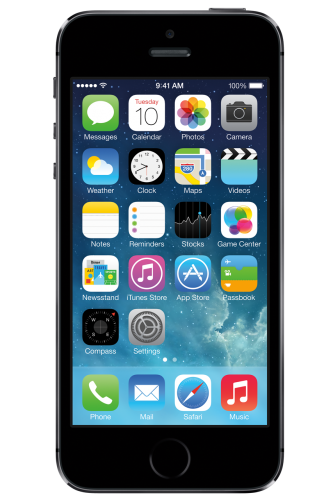 9:41 AM 100%
Tuesday
10
Messages Calendar Photos Camera
280
Weather Clock Maps Videos
Notes Reminders Stocks Game Center
Newsstand iTunes Store App Store Passbook
N
W E
S
Compass Settings
Phone Mail Safari Music